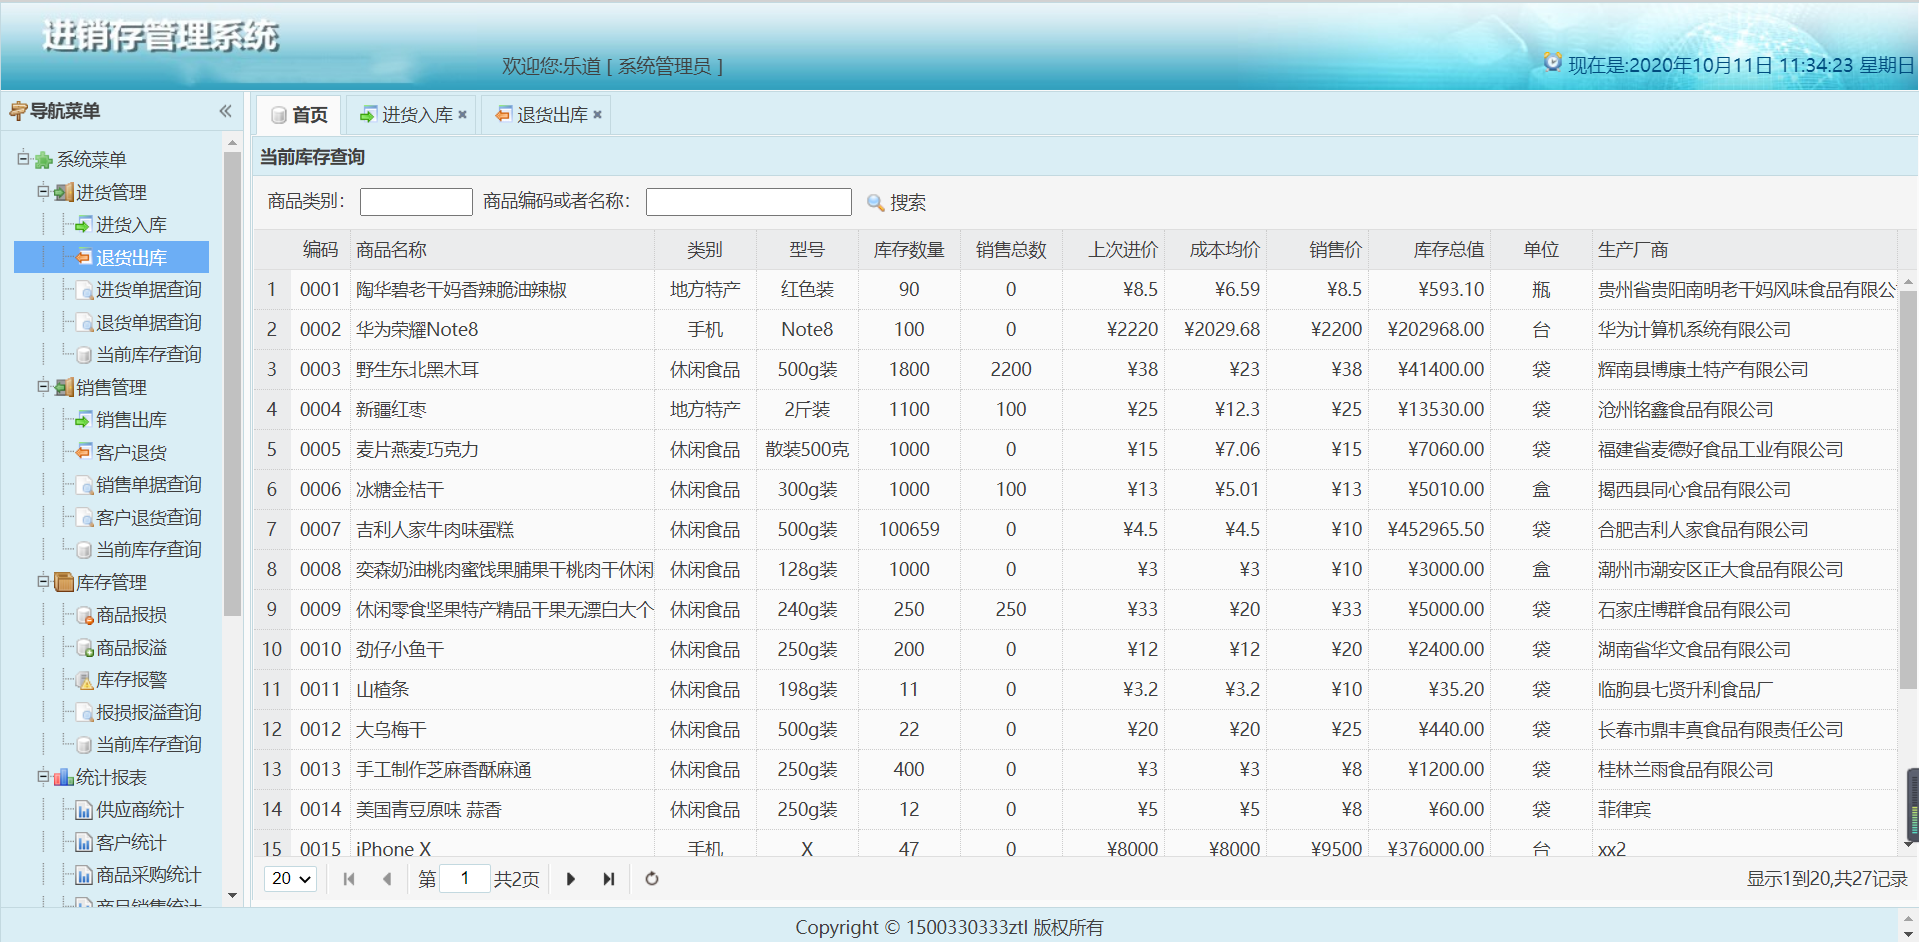 进销存管理系统
欢迎您:乐道 [ 系统管理员 ]
现在是:2020年10月11日 11:34:23 星期日
导航菜单
系统菜单
进货管理
进货入库
退货出库
进货单据查询
退货单据查询
当前库存查询
销售管理
销售出库
客户退货
销售单据查询
客户退货查询
当前库存查询
库存管理
商品报损
商品报溢
库存报警
报损报溢查询
当前库存查询
统计报表
供应商统计
客户统计
商品采购统计
商品销售统计
首页 进货入库 退货出库
当前库存查询
商品类别: 商品编码或者名称: 搜索
编码 商品名称 类别 型号 库存数量 销售总数 上次进价 成本均价 销售价 库存总值 单位 生产厂商
1 0001 陶华碧老干妈香辣脆油辣椒 地方特产 红色装 90 0 ¥8.5 ¥6.59 ¥8.5 ¥593.10 瓶 贵州省贵阳南明老干妈风味食品有限公
2 0002 华为荣耀Note8 手机 Note8 100 0 ¥2220 ¥2029.68 ¥2200 ¥202968.00 台 华为计算机系统有限公司
3 0003 野生东北黑木耳 休闲食品 500g装 1800 2200 ¥38 ¥23 ¥38 ¥41400.00 袋 辉南县博康土特产有限公司
4 0004 新疆红枣 地方特产 2斤装 1100 100 ¥25 ¥12.3 ¥25 ¥13530.00 袋 沧州铭鑫食品有限公司
5 0005 麦片燕麦巧克力 休闲食品 散装500克 1000 0 ¥15 ¥7.06 ¥15 ¥7060.00 袋 福建省麦德好食品工业有限公司
6 0006 冰糖金桔干 休闲食品 300g装 1000 100 ¥13 ¥5.01 ¥13 ¥5010.00 盒 揭西县同心食品有限公司
7 0007 吉利人家牛肉味蛋糕 休闲食品 500g装 100659 0 ¥4.5 ¥4.5 ¥10 ¥452965.50 袋 合肥吉利人家食品有限公司
8 0008 奕森奶油桃肉蜜饯果脯果干桃肉干休闲 休闲食品 128g装 1000 0 ¥3 ¥3 ¥10 ¥3000.00 盒 潮州市潮安区正大食品有限公司
9 0009 休闲零食坚果特产精品干果无漂白大个 休闲食品 240g装 250 250 ¥33 ¥20 ¥33 ¥5000.00 袋 石家庄博群食品有限公司
10 0010 劲仔小鱼干 休闲食品 250g装 200 0 ¥12 ¥12 ¥20 ¥2400.00 袋 湖南省华文食品有限公司
11 0011 山楂条 休闲食品 198g装 11 0 ¥3.2 ¥3.2 ¥10 ¥35.20 袋 临朐县七贤升利食品厂
12 0012 大乌梅干 休闲食品 500g装 22 0 ¥20 ¥20 ¥25 ¥440.00 袋 长春市鼎丰真食品有限责任公司
13 0013 手工制作芝麻香酥麻通 休闲食品 250g装 400 0 ¥3 ¥3 ¥8 ¥1200.00 袋 桂林兰雨食品有限公司
14 0014 美国青豆原味 蒜香 休闲食品 250g装 12 0 ¥5 ¥5 ¥8 ¥60.00 袋 菲律宾
15 0015 iPhone X 手机 X 47 0 ¥8000 ¥8000 ¥9500 ¥376000.00 台 xx2
20 第 1 共2页 显示1到20,共27记录
Copyright © 1500330333ztl 版权所有